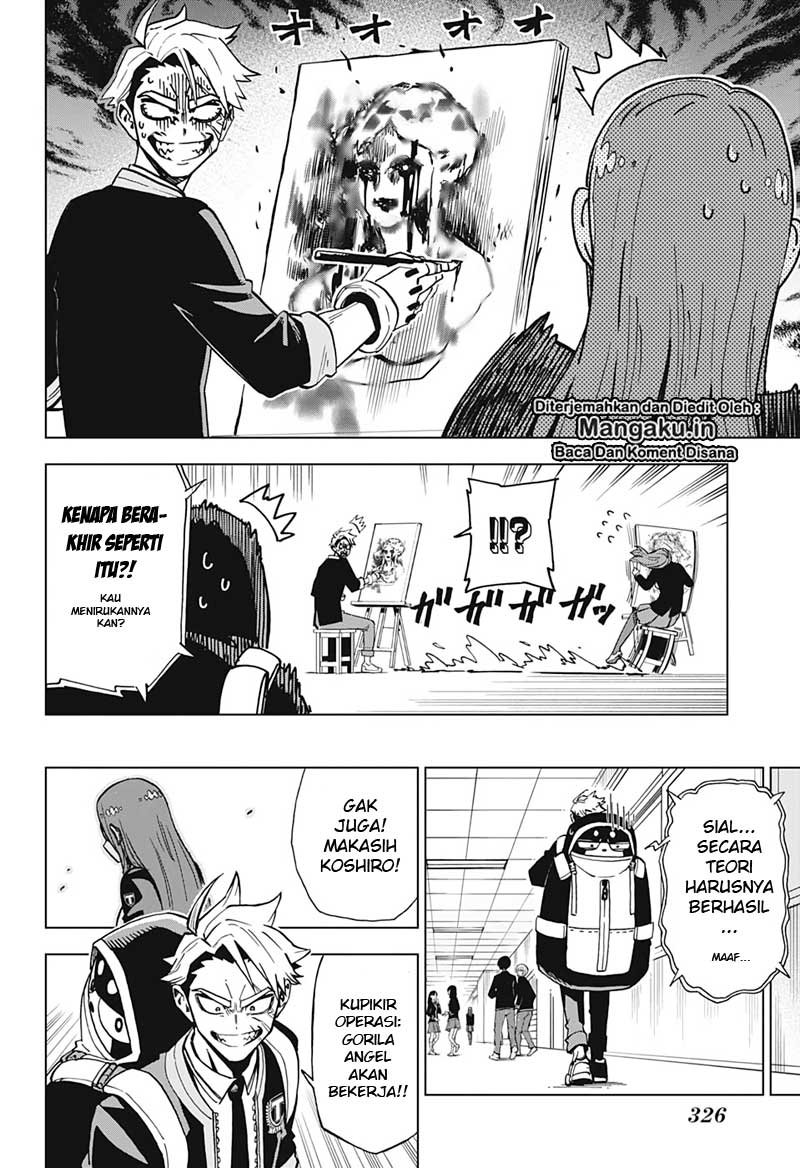 オオオオ
Diterjemahkan dan Diedit Oleh :
Mangaku.in
Baca Dan Koment Disana
!!?
ガガガガッ
KENAPA BERA-
KHIR SEPERTI
ITU?!
KAU
MENIRUKANNYA
KAN?
SIAL...
SECARA
TEORI
HARUSNYA
BERHASIL
...
MAAF...
GAK
JUGA!
MAKASIH
KOSHIRO!
KUPIKIR
OPERASI:
GORILA
ANGEL
AKAN
BEKERJA!!
326